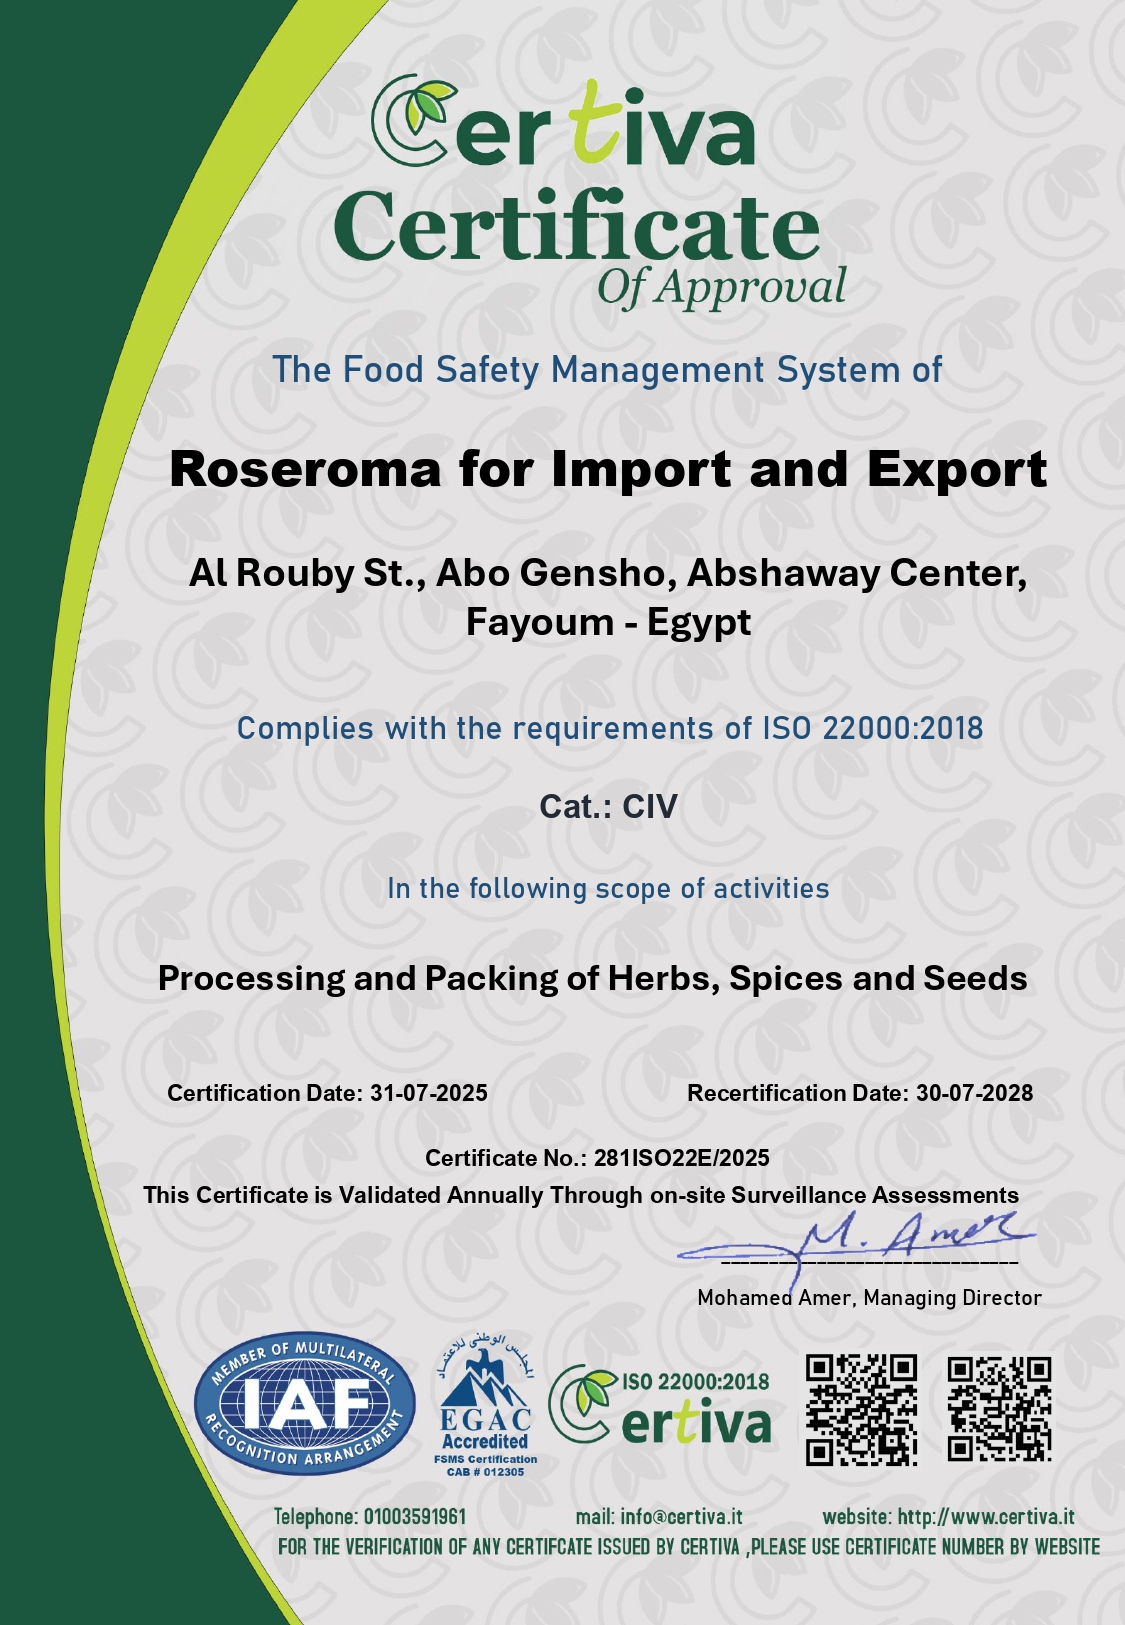 Certiva
Certificate
Of Approval
The Food Safety Management System of
Roseroma for Import and Export
Al Rouby St., Abo Gensho, Abshaway Center,
Fayoum - Egypt
Complies with the requirements of ISO 22000:2018
Cat.: CIV
In the following scope of activities
Processing and Packing of Herbs, Spices and Seeds
Certification Date: 31-07-2025
Recertification Date: 30-07-2028
Certificate No.: 281ISO22E/2025
This Certificate is Validated Annually Through on-site Surveillance Assessments
M. Amer
Mohamed Amer, Managing Director
MEMBER OF MULTILATERAL
IAF
RECOGNITION ARRANGEMENT
المجلس الوطنى للاعتماد
EGAC
Accredited
FSMS Certification
CAB # 012305
ISO 22000:2018
Certiva
Telephone: 01003591961
mail: info@certiva.it
website: http://www.certiva.it
FOR THE VERIFICATION OF ANY CERTIFCATE ISSUED BY CERTIVA ,PLEASE USE CERTIFICATE NUMBER BY WEBSITE